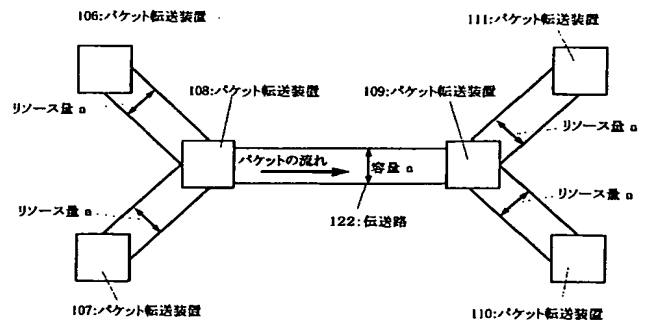 106:パケット転送装置
111:パケット転送装置
リソース量 n
108:パケット転送装置
109:パケット転送装置
リソース量 n
パケットの流れ
容量 n
リソース量 n
リソース量 n
122:伝送路
107:パケット転送装置
110:パケット転送装置